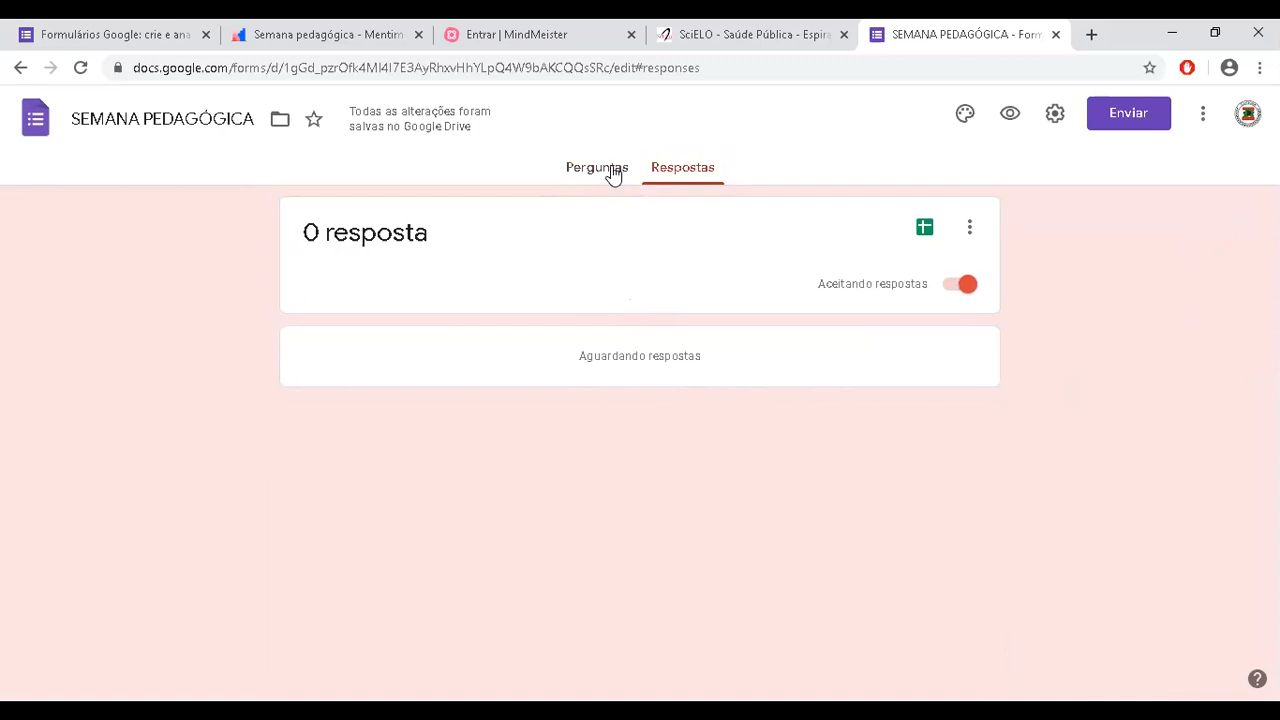 Formulários Google: crie e an
Semana pedagógica - Mentim
Entrar | MindMeister
SciELO - Saúde Pública - Espira
SEMANA PEDAGÓGICA - Form
docs.google.com/forms/d/1gGd_pzrOfk4Ml4I7E3AyRhxvHhYLpQ4W9bAKCQQsSRc/edit#responses
SEMANA PEDAGÓGICA
Todas as alterações foram
salvas no Google Drive
Enviar
Perguntas
Respostas
0 resposta
Aceitando respostas
Aguardando respostas